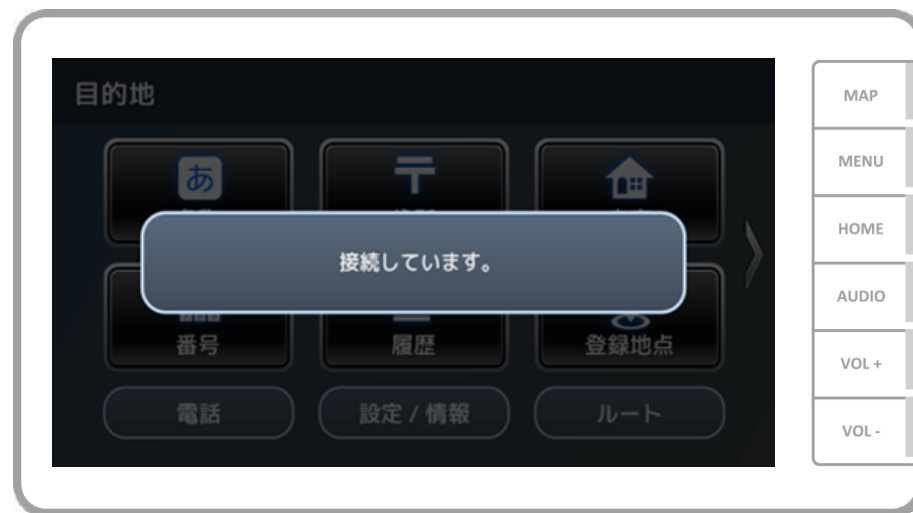 目的地
あ
接続しています。
番号
履歴
登録地点
電話
設定 / 情報
ルート
MAP
MENU
HOME
AUDIO
VOL +
VOL -